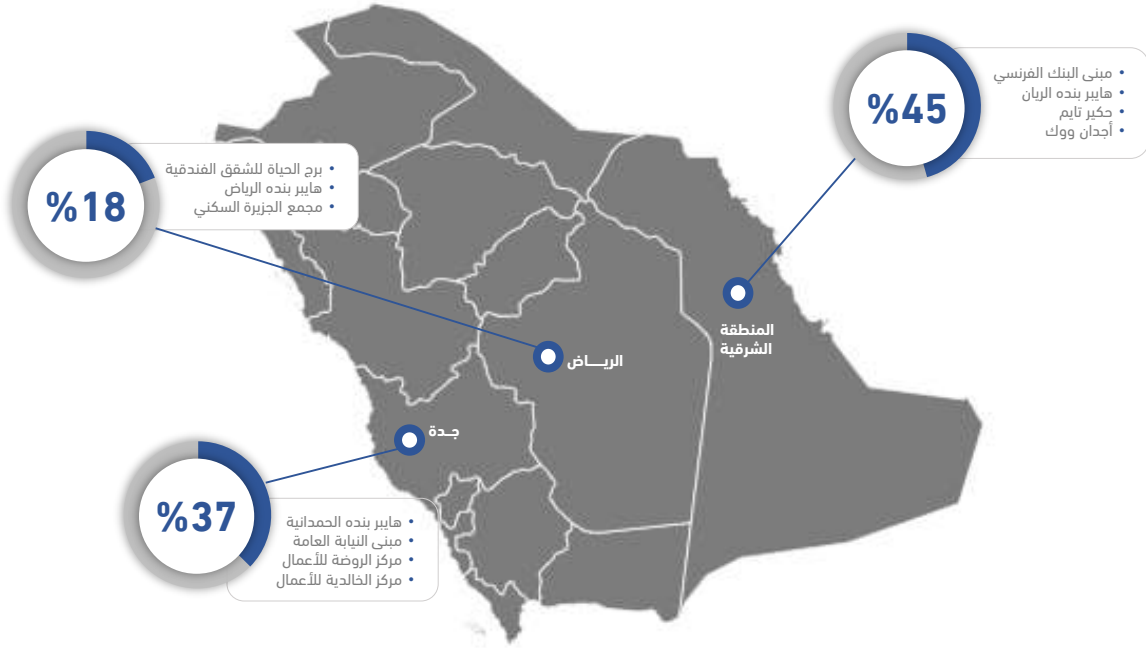 %45
• مبنى البنك الفرنسي
• هايبر بنده الريان
• حكير تايم
• أجدان ووك
%18
• برج الحياة للشقق الفندقية
• هايبر بنده الرياض
• مجمع الجزيرة السكني
المنطقة
الشرقية
الريـــاض
جــدة
%37
• هايبر بنده الحمدانية
• مبنى النيابة العامة
• مركز الروضة للأعمال
• مركز الخالدية للأعمال